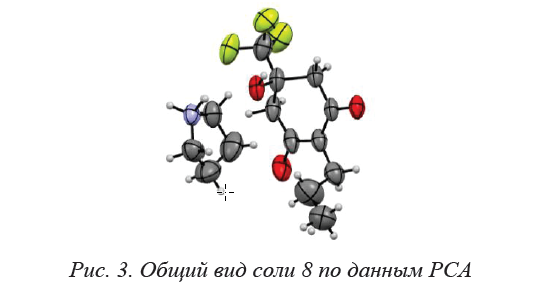 Рис. 3. Общий вид соли 8 по данным РСА